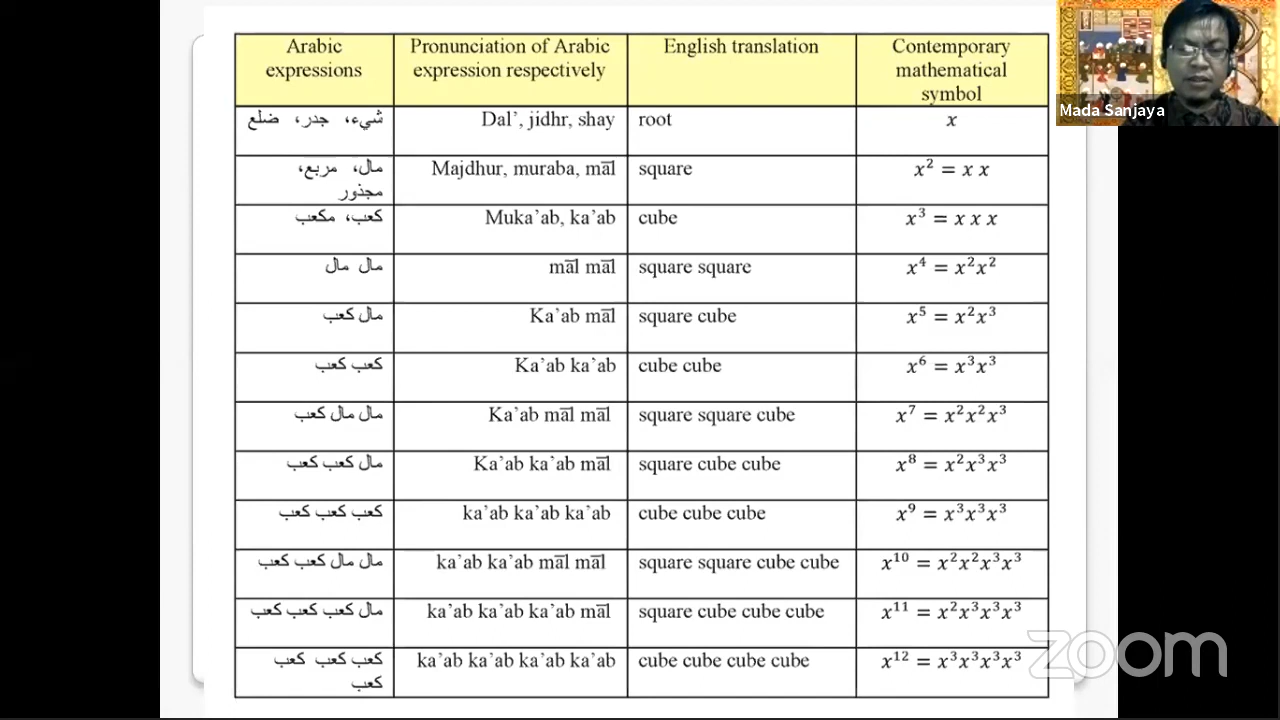 Arabic expressions
Pronunciation of Arabic expression respectively
English translation
Contemporary mathematical symbol
شيء، جدر، ضلع
Dal’, jidhr, shay
root
x
مال، مربع، مجذور
Majdhur, muraba, māl
square
x² = x x
كعب، مكعب
Muka’ab, ka’ab
cube
x³ = x x x
مال مال
māl māl
square square
x⁴ = x²x²
مال كعب
Ka’ab māl
square cube
x⁵ = x²x³
كعب كعب
Ka’ab ka’ab
cube cube
x⁶ = x³x³
مال مال كعب
Ka’ab māl māl
square square cube
x⁷ = x²x²x³
مال كعب كعب
Ka’ab ka’ab māl
square cube cube
x⁸ = x²x³x³
كعب كعب كعب
ka’ab ka’ab ka’ab
cube cube cube
x⁹ = x³x³x³
مال مال كعب كعب
ka’ab ka’ab māl māl
square square cube cube
x¹⁰ = x²x²x³x³
مال كعب كعب كعب
ka’ab ka’ab ka’ab māl
square cube cube cube
x¹¹ = x²x³x³x³
كعب كعب كعب كعب
ka’ab ka’ab ka’ab ka’ab
cube cube cube cube
x¹² = x³x³x³x³
Mada Sanjaya
zoom